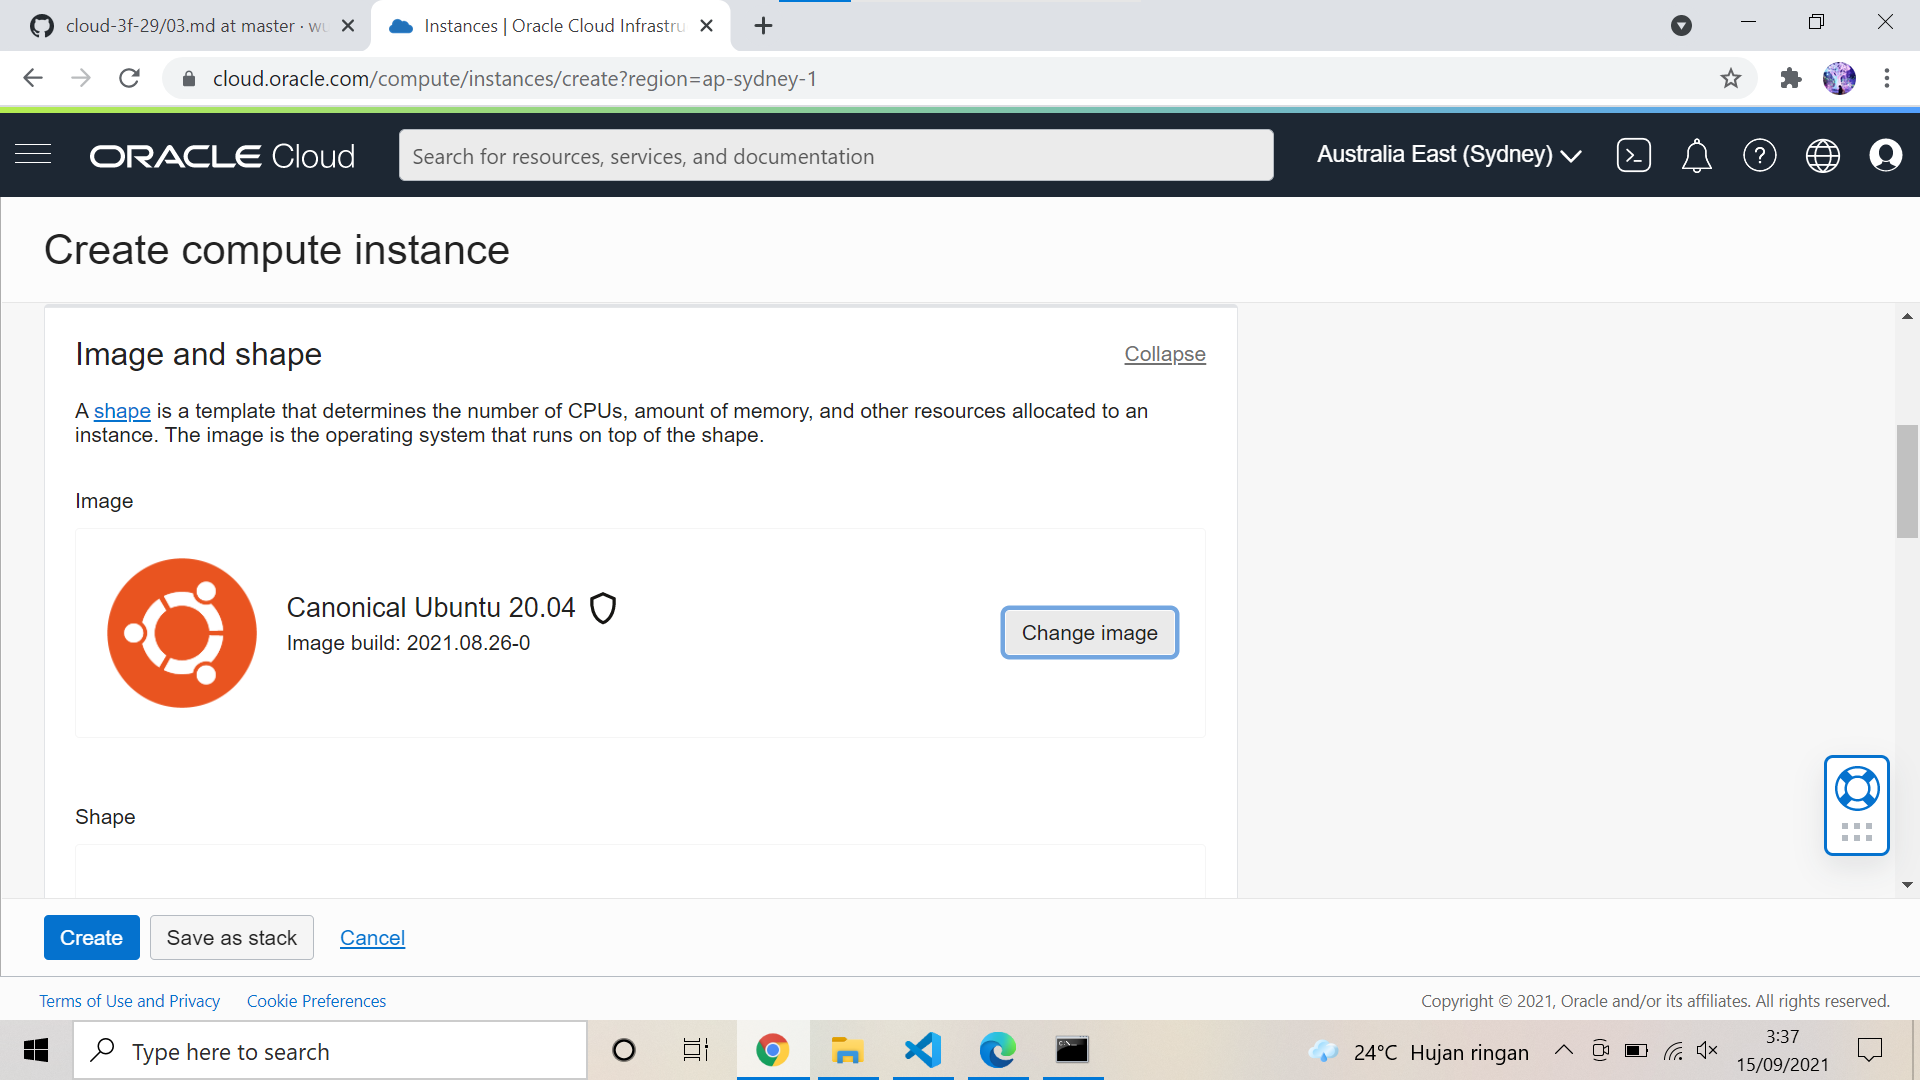 cloud-3f-29/03.md at master · wu
Instances | Oracle Cloud Infrastru
cloud.oracle.com/compute/instances/create?region=ap-sydney-1
ORACLE Cloud
Search for resources, services, and documentation
Australia East (Sydney)
Create compute instance
Image and shape
Collapse
A shape is a template that determines the number of CPUs, amount of memory, and other resources allocated to an
instance. The image is the operating system that runs on top of the shape.
Image
Canonical Ubuntu 20.04
Image build: 2021.08.26-0
Change image
Shape
Create
Save as stack
Cancel
Terms of Use and Privacy
Cookie Preferences
Copyright © 2021, Oracle and/or its affiliates. All rights reserved.
Type here to search
24°C Hujan ringan
3:37
15/09/2021